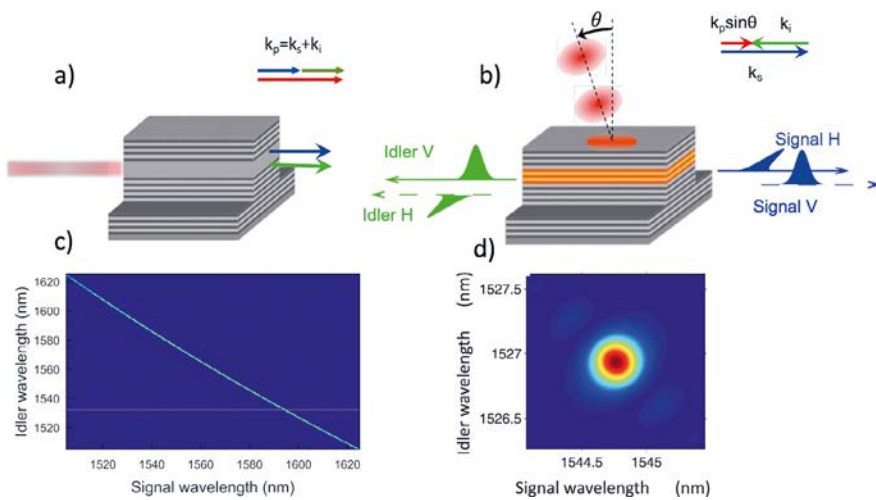 a)
kp=ks+ki
b)
θ
kpsinθ
ki
ks
Idler V
Idler H
Signal H
Signal V
c)
Idler wavelength (nm)
1620
1600
1580
1560
1540
1520
1520
1540
1560
1580
1600
1620
Signal wavelength (nm)
d)
Idler wavelength (nm)
1527.5
1527
1526.5
1544.5
1545
Signal wavelength (nm)